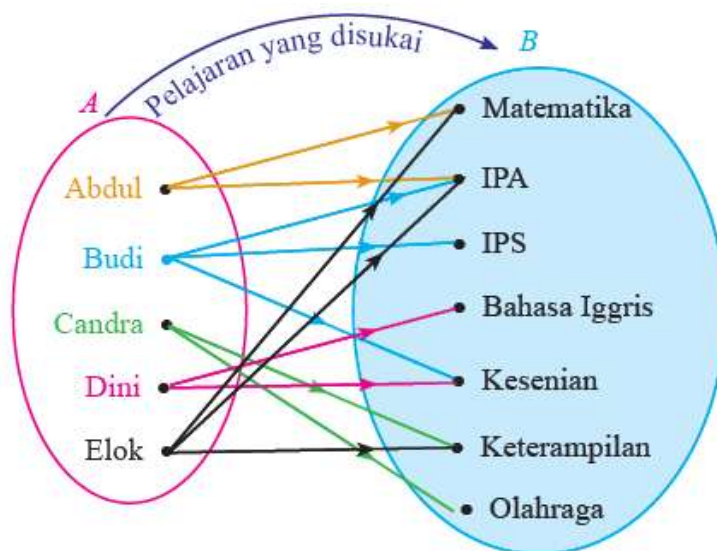 Pelajaran yang disukai
A
B
Abdul
Budi
Candra
Dini
Elok
Matematika
IPA
IPS
Bahasa Iggris
Kesenian
Keterampilan
Olahraga